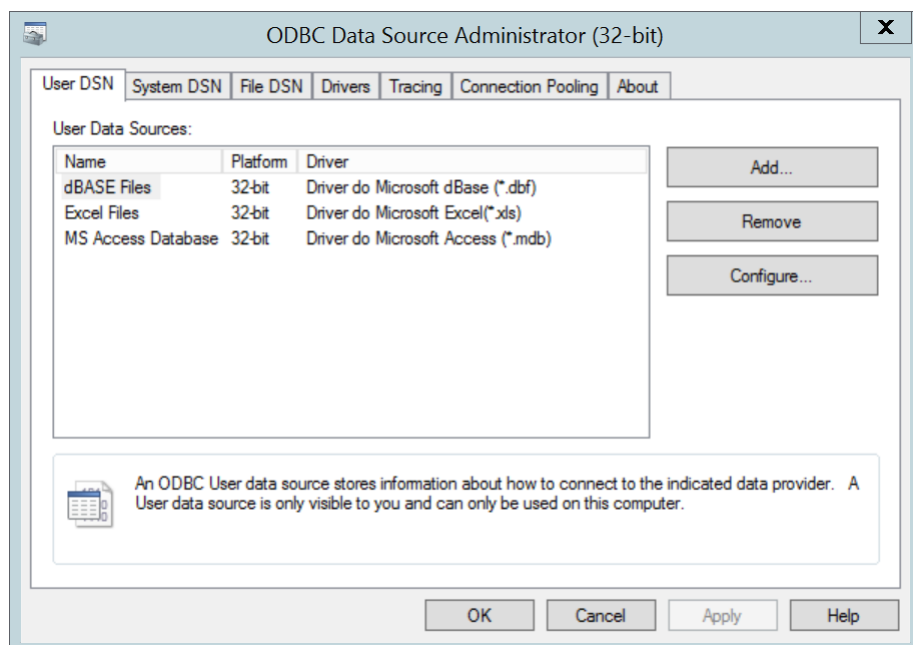 ODBC Data Source Administrator (32-bit)
X
User DSN System DSN File DSN Drivers Tracing Connection Pooling About
User Data Sources:
Name Platform Driver
dBASE Files 32-bit Driver do Microsoft dBase (*.dbf)
Excel Files 32-bit Driver do Microsoft Excel(*.xls)
MS Access Database 32-bit Driver do Microsoft Access (*.mdb)
Add...
Remove
Configure...
An ODBC User data source stores information about how to connect to the indicated data provider. A
User data source is only visible to you and can only be used on this computer.
OK Cancel Apply Help